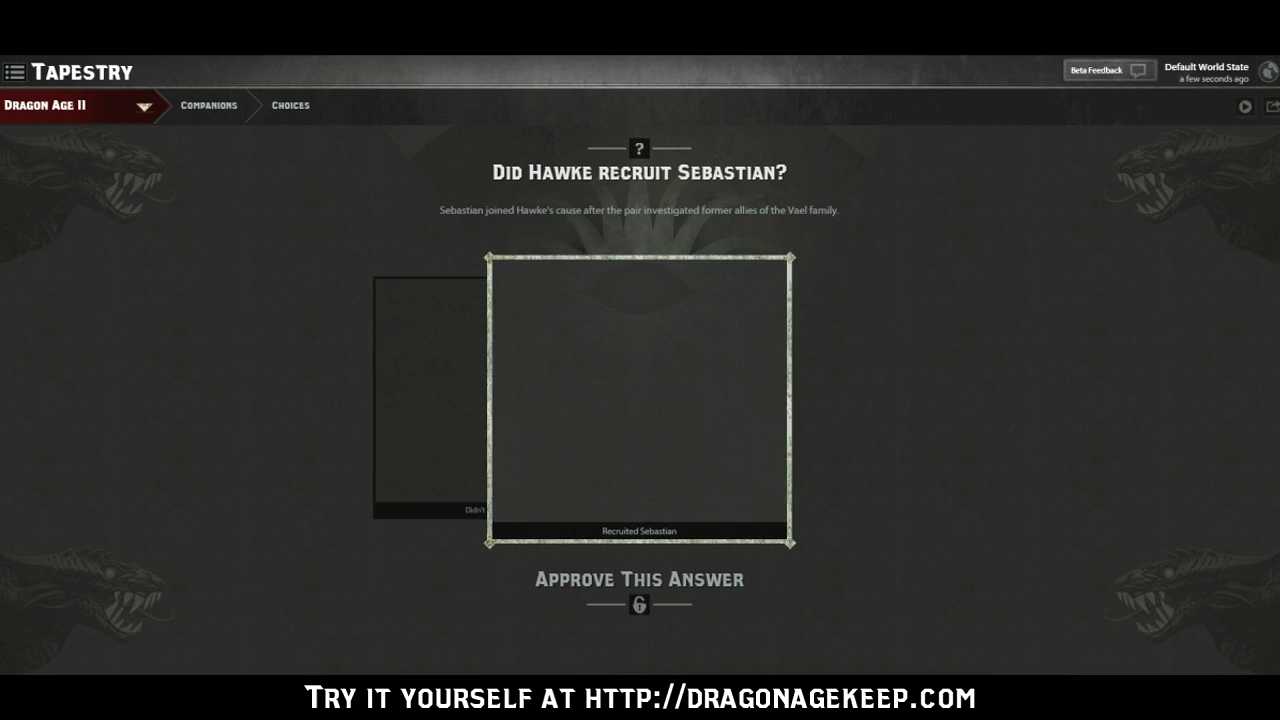 TAPESTRY
Beta Feedback
Default World State
a few seconds ago
DRAGON AGE II
COMPANIONS
CHOICES
?
DID HAWKE RECRUIT SEBASTIAN?
Sebastian joined Hawke's cause after the pair investigated former allies of the Vael family.
Didn't
Recruited Sebastian
APPROVE THIS ANSWER
TRY IT YOURSELF AT HTTP://DRAGONAGEKEEP.COM